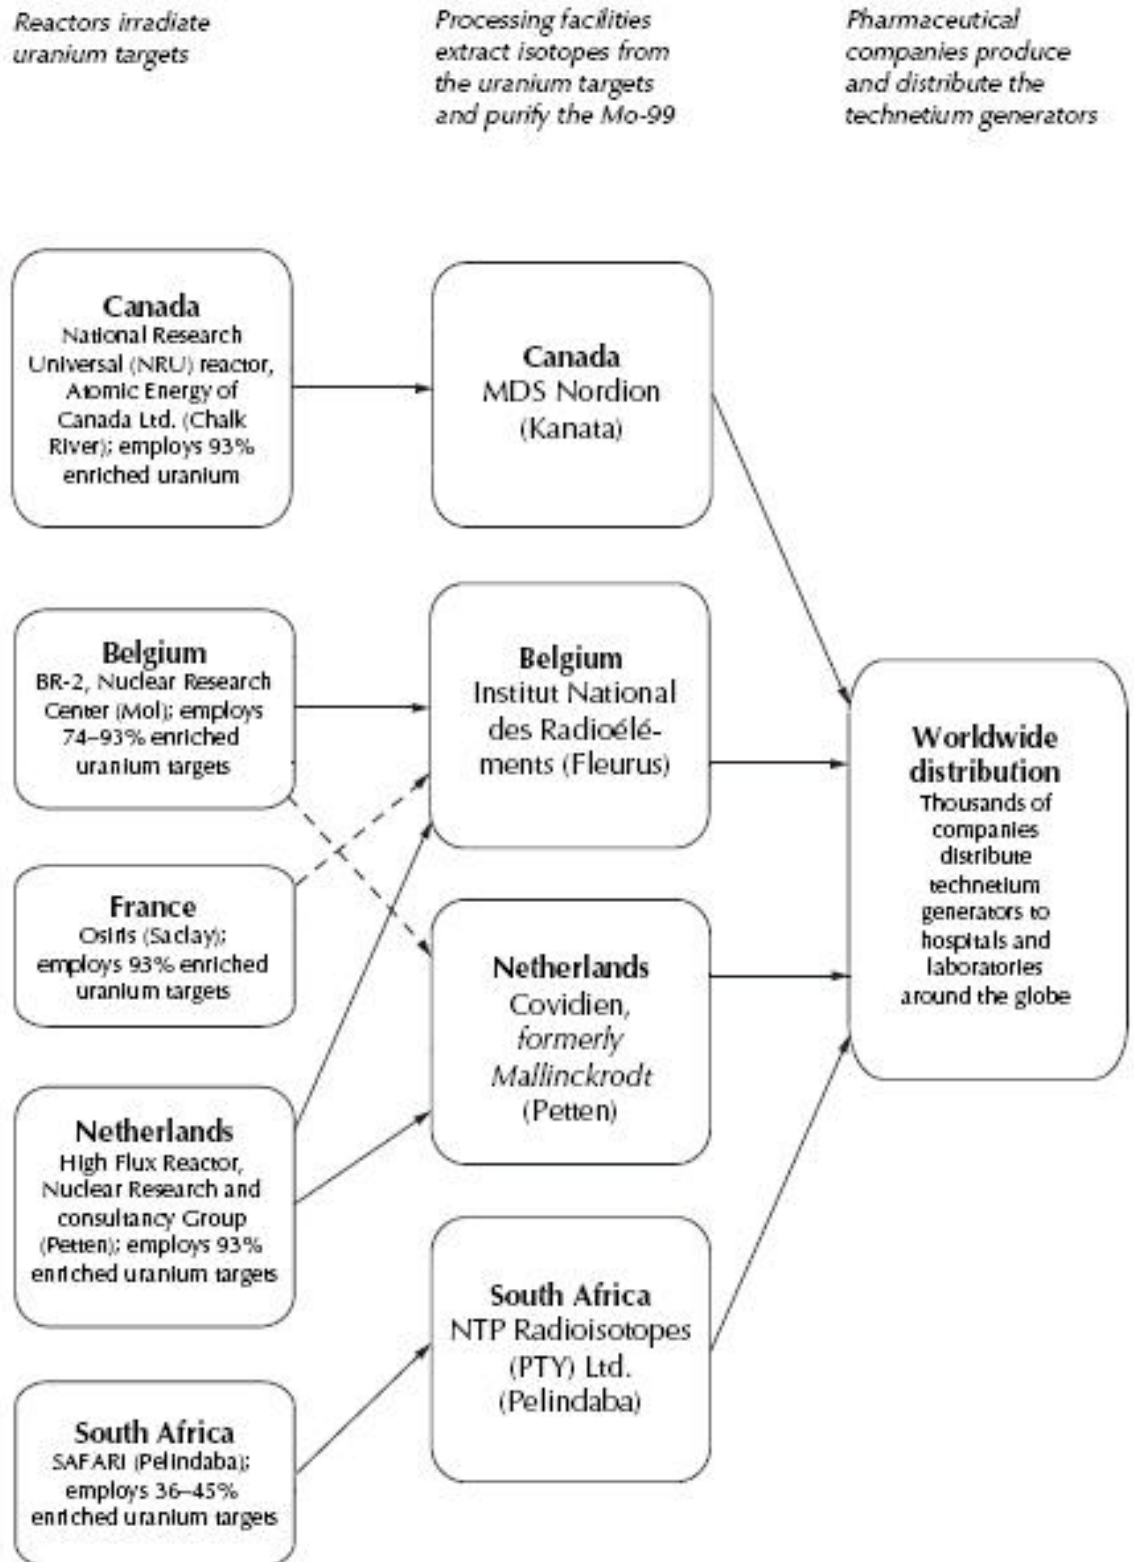 Reactors irradiate
uranium targets
Processing facilities
extract isotopes from
the uranium targets
and purify the Mo-99
Pharmaceutical
companies produce
and distribute the
technetium generators
Canada
National Research
Universal (NRU) reactor,
Atomic Energy of
Canada Ltd. (Chalk
River); employs 93%
enriched uranium
Canada
MDS Nordion
(Kanata)
Belgium
BR-2, Nuclear Research
Center (Mol); employs
74–93% enriched
uranium targets
Belgium
Institut National
des Radioélé-
ments (Fleurus)
Worldwide
distribution
Thousands of
companies
distribute
technetium
generators to
hospitals and
laboratories
around the globe
France
Osiris (Saclay);
employs 93% enriched
uranium targets
Netherlands
Covidien,
formerly
Mallinckrodt
(Petten)
Netherlands
High Flux Reactor,
Nuclear Research and
consultancy Group
(Petten); employs 93%
enriched uranium targets
South Africa
NTP Radioisotopes
(PTY) Ltd.
(Pelindaba)
South Africa
SAFARI (Pelindaba);
employs 36–45%
enriched uranium targets